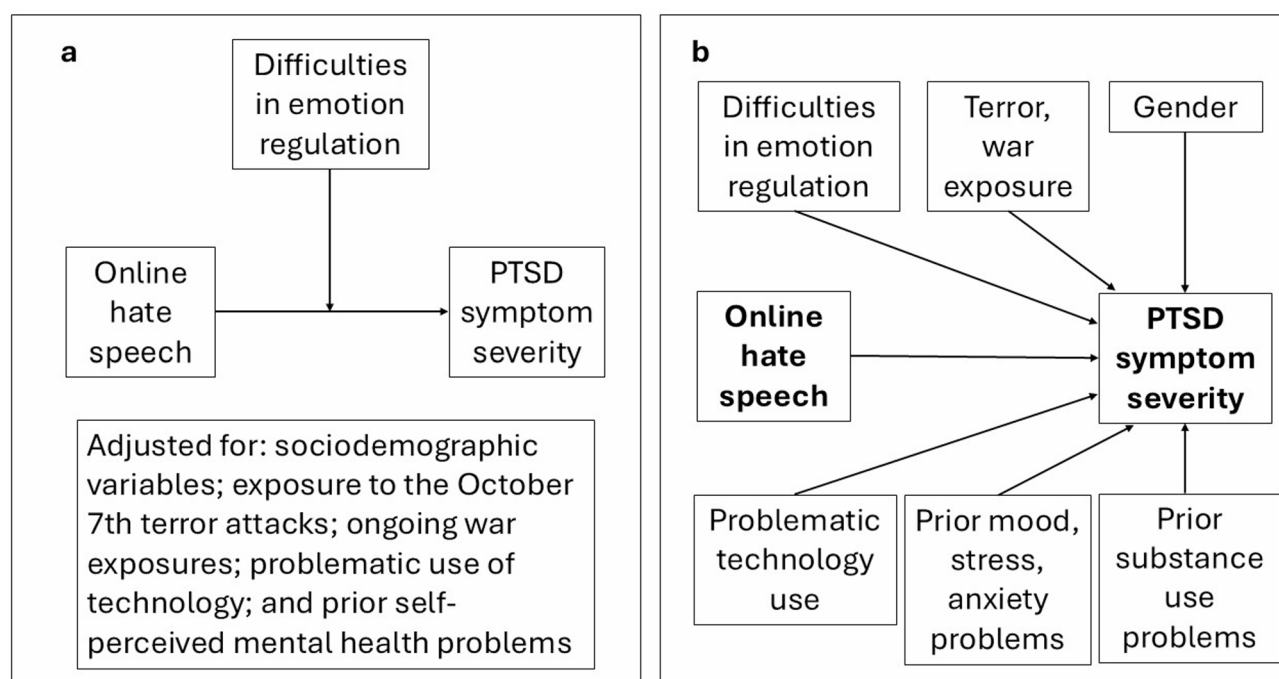 a
Difficulties
in emotion
regulation
Online
hate
speech
PTSD
symptom
severity
Adjusted for: sociodemographic
variables; exposure to the October
7th terror attacks; ongoing war
exposures; problematic use of
technology; and prior self-
perceived mental health problems
b
Difficulties
in emotion
regulation
Terror,
war
exposure
Gender
Online
hate
speech
PTSD
symptom
severity
Problematic
technology
use
Prior mood,
stress,
anxiety
problems
Prior
substance
use
problems